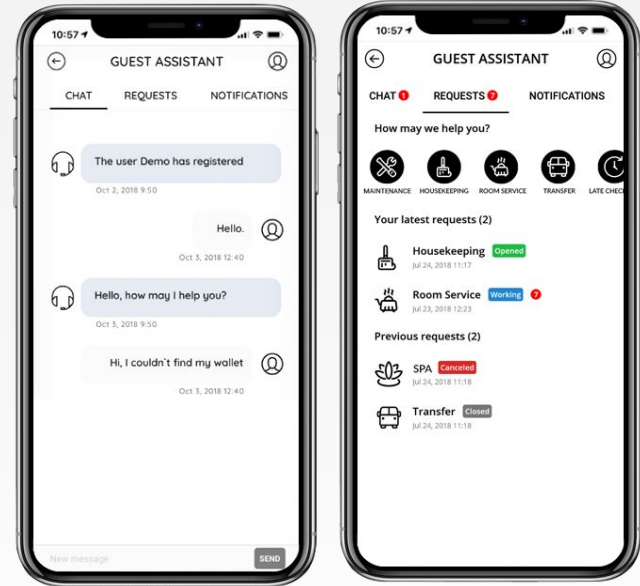 10:57
GUEST ASSISTANT
CHAT REQUESTS NOTIFICATIONS
The user Demo has registered
Oct 2, 2018 9:50
Hello.
Oct 3, 2018 12:40
Hello, how may I help you?
Oct 3, 2018 9:50
Hi, I couldn`t find my wallet
Oct 3, 2018 12:40
New message
SEND
10:57
GUEST ASSISTANT
CHAT 1 REQUESTS 7 NOTIFICATIONS
How may we help you?
MAINTENANCE HOUSEKEEPING ROOM SERVICE TRANSFER LATE CHEC
Your latest requests (2)
Housekeeping Opened
Jul 24, 2018 11:17
Room Service Working 7
Jul 23, 2018 12:23
Previous requests (2)
SPA Canceled
Jul 24, 2018 11:18
Transfer Closed
Jul 24, 2018 11:18